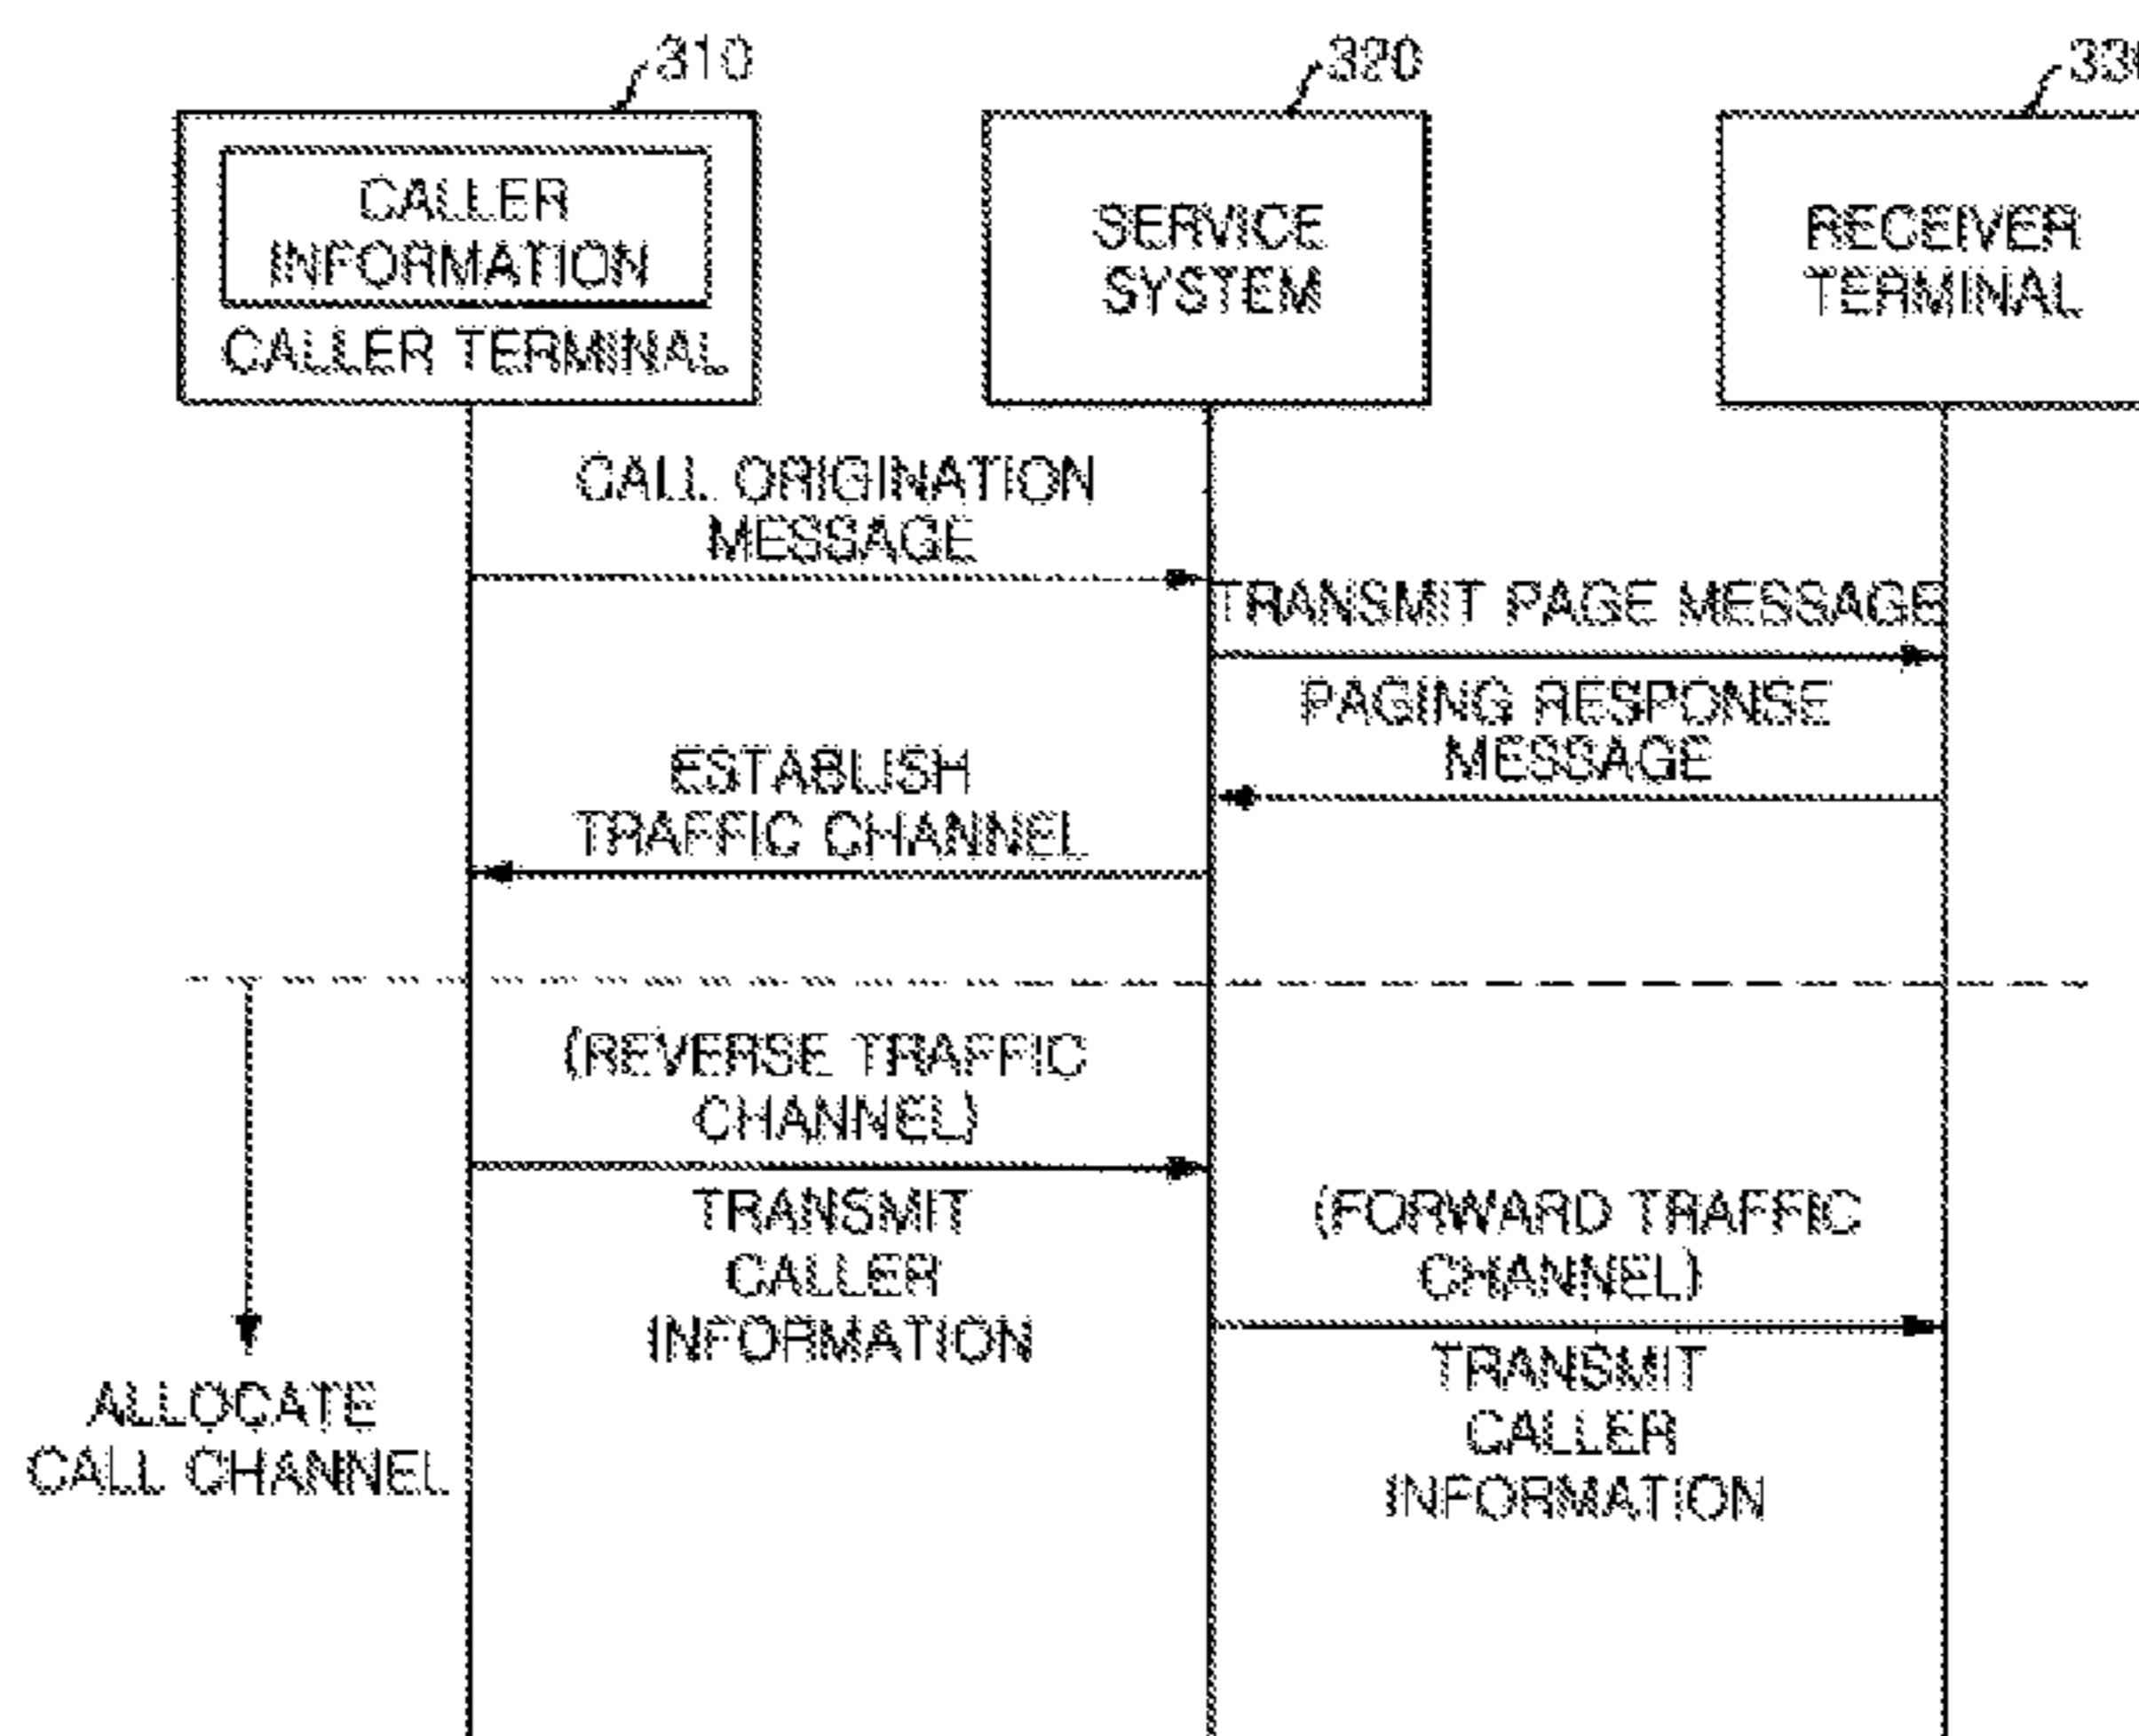 310
320
CALLER
INFORMATION
CALLER TERMINAL
SERVICE
SYSTEM
RECEIVER
TERMINAL
CALL ORIGINATION
MESSAGE
TRANSMIT PAGE MESSAGE
PAGING RESPONSE
MESSAGE
ESTABLISH
TRAFFIC CHANNEL
(REVERSE TRAFFIC
CHANNEL)
TRANSMIT
CALLER
INFORMATION
(FORWARD TRAFFIC
CHANNEL)
TRANSMIT
CALLER
INFORMATION
ALLOCATE
CALL CHANNEL